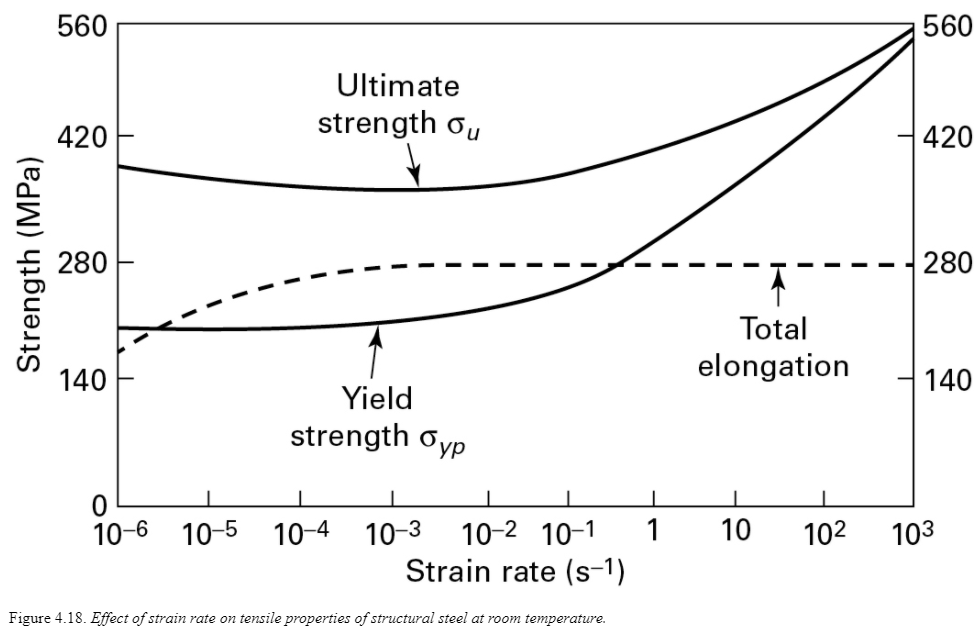 560
560
Ultimate
strength σᵤ
420
420
Strength (MPa)
280
280
Total
elongation
140
140
Yield
strength σyp
0
10⁻⁶ 10⁻⁵ 10⁻⁴ 10⁻³ 10⁻² 10⁻¹ 1 10 10² 10³
Strain rate (s⁻¹)
Figure 4.18. Effect of strain rate on tensile properties of structural steel at room temperature.